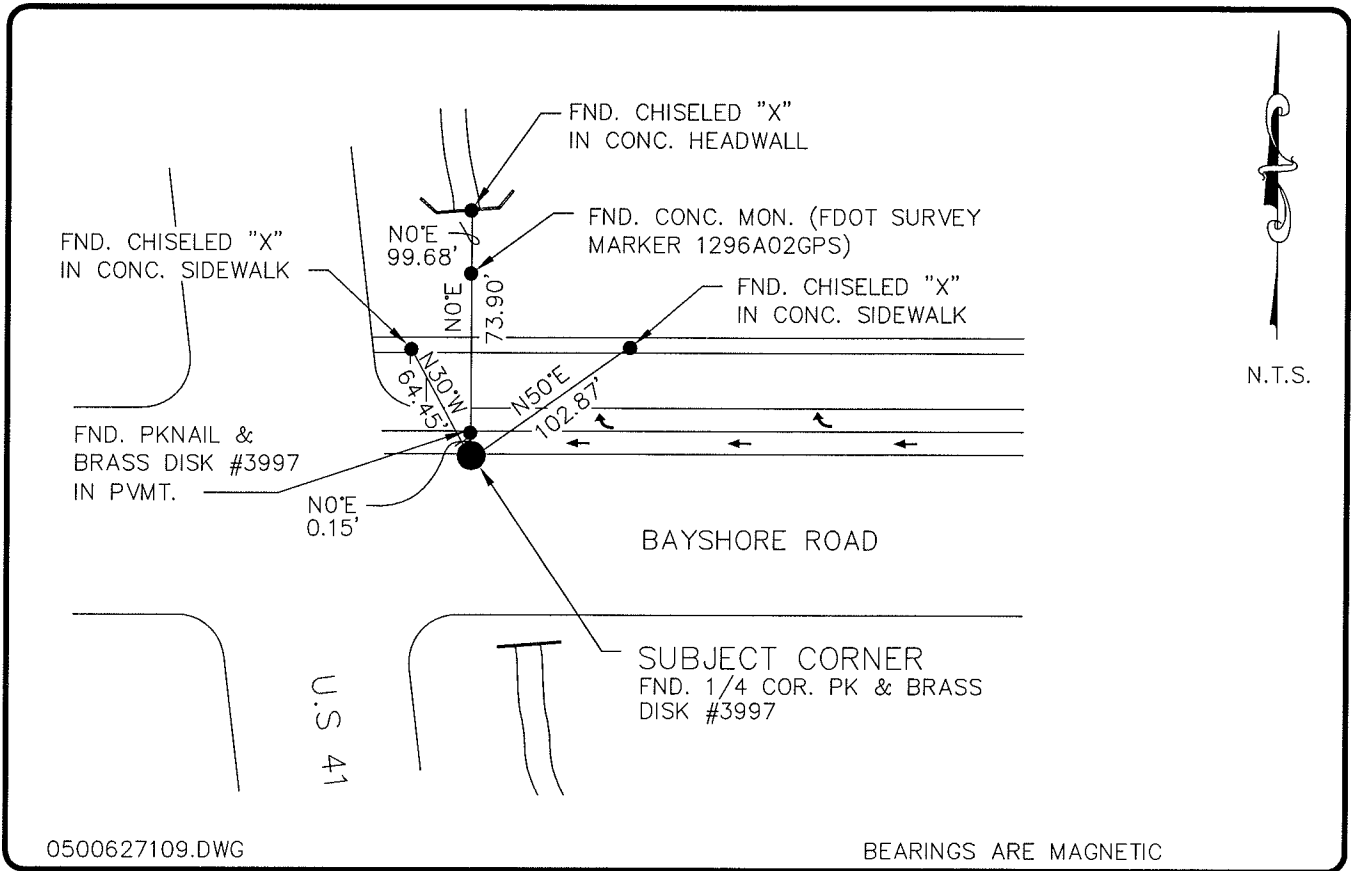 FND. CHISELED "X"
IN CONC. HEADWALL
FND. CONC. MON. (FDOT SURVEY
MARKER 1296A02GPS)
N0°E
99.68'
FND. CHISELED "X"
IN CONC. SIDEWALK
FND. CHISELED "X"
IN CONC. SIDEWALK
N0°E
73.90'
N.T.S.
N30°W
64.45'
N50°E
102.87'
FND. PKNAIL &
BRASS DISK #3997
IN PVMT.
N0°E
0.15'
BAYSHORE ROAD
SUBJECT CORNER
FND. 1/4 COR. PK & BRASS
DISK #3997
U.S 41
0500627109.DWG
BEARINGS ARE MAGNETIC